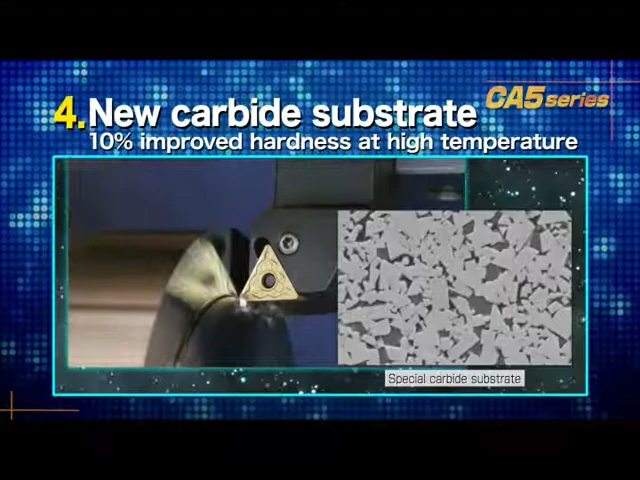 4.New carbide substrate
CA5 series
10% improved hardness at high temperature
Special carbide substrate